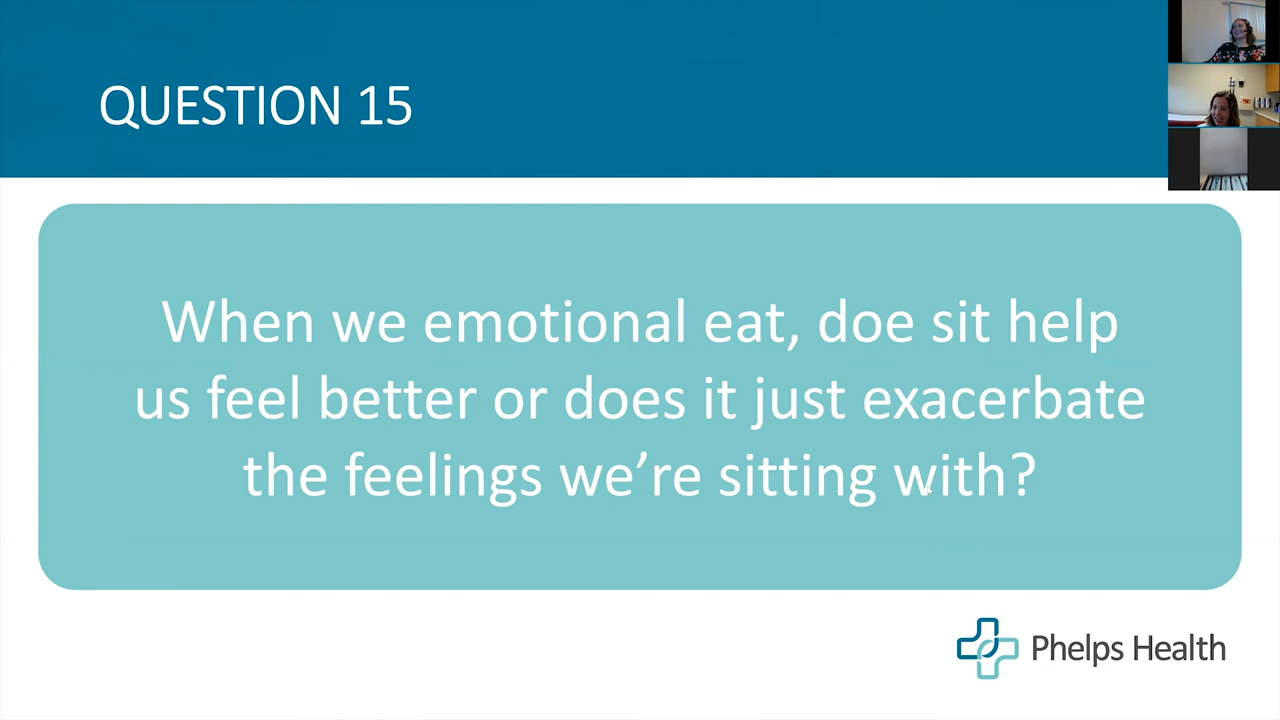 QUESTION 15
When we emotional eat, doe sit help
us feel better or does it just exacerbate
the feelings we’re sitting with?
Phelps Health